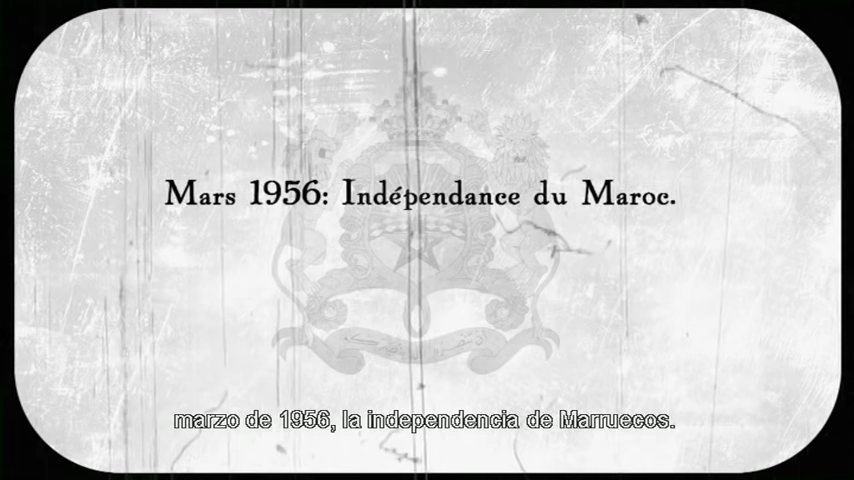 Mars 1956: Indépendance du Maroc.
marzo de 1956, la independencia de Marruecos.